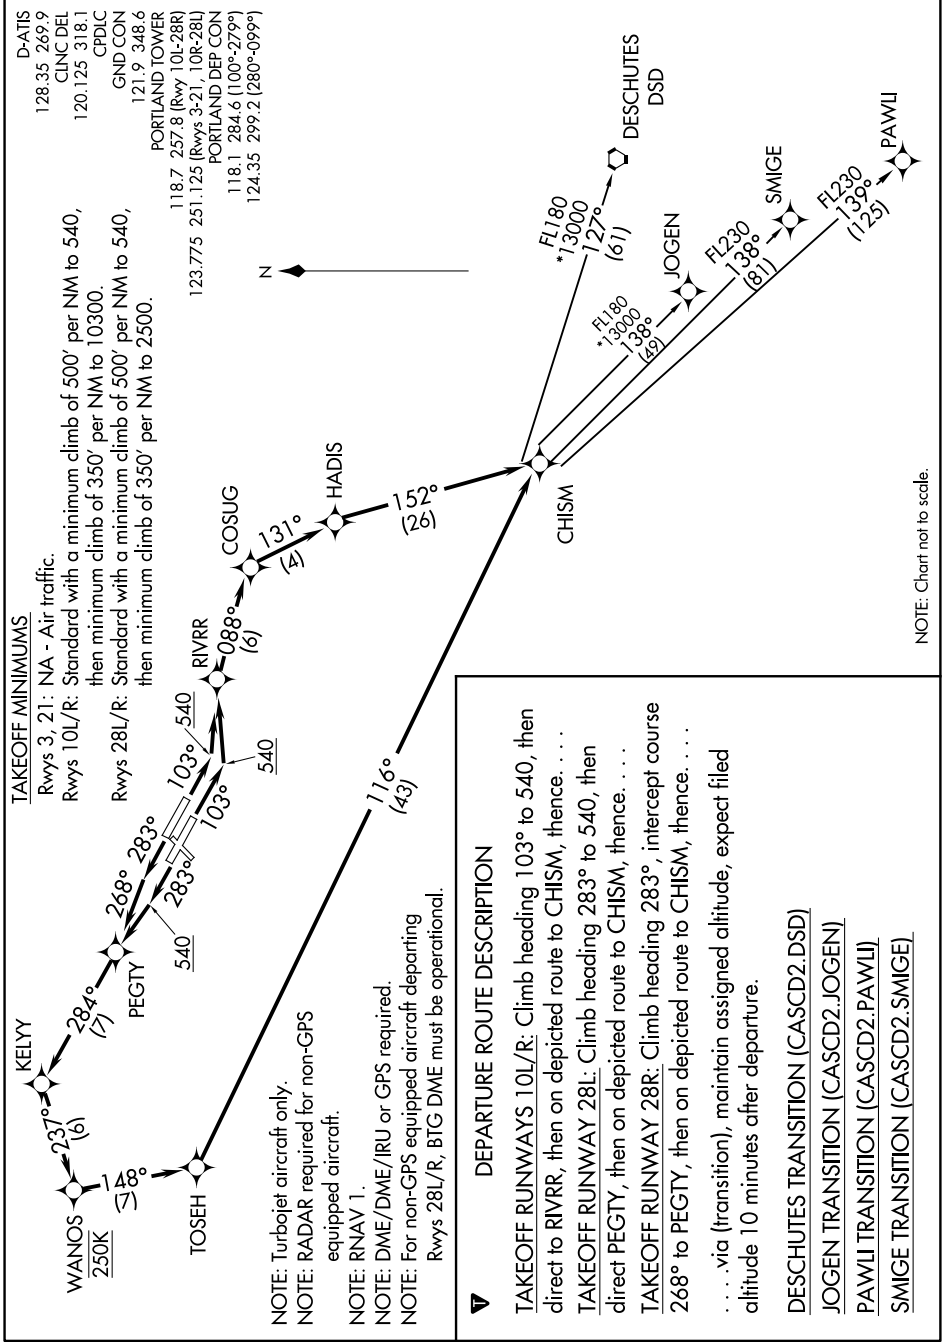 TAKEOFF MINIMUMS
Rwys 3, 21: NA - Air traffic.
Rwys 10L/R: Standard with a minimum climb of 500' per NM to 540,
then minimum climb of 350' per NM to 10300.
Rwys 28L/R: Standard with a minimum climb of 500' per NM to 540,
then minimum climb of 350' per NM to 2500.
D-ATIS
128.35 269.9
CLNC DEL
120.125 318.1
CPDLC
GND CON
121.9 348.6
PORTLAND TOWER
118.7 257.8 (Rwy 10L-28R)
123.775 251.125 (Rwys 3-21, 10R-28L)
PORTLAND DEP CON
118.1 284.6 (100°-279°)
124.35 299.2 (280°-099°)
N
KELYY
237°
(6)
WANOS
250K
148°
(7)
TOSEH
284°
(7)
PEGTY
268°
283°
283°
540
103°
103°
540
540
RIVRR
088°
(6)
COSUG
131°
(4)
HADIS
152°
(26)
116°
(43)
CHISM
FL180
*13000
127°
(61)
DESCHUTES
DSD
FL180
*13000
138°
(49)
JOGEN
FL230
138°
(81)
SMIGE
FL230
139°
(125)
PAWLI
NOTE: Turbojet aircraft only.
NOTE: RADAR required for non-GPS
equipped aircraft.
NOTE: RNAV 1.
NOTE: DME/DME/IRU or GPS required.
NOTE: For non-GPS equipped aircraft departing
Rwys 28L/R, BTG DME must be operational.
NOTE: Chart not to scale.
T
DEPARTURE ROUTE DESCRIPTION
TAKEOFF RUNWAYS 10L/R: Climb heading 103° to 540, then
direct to RIVRR, then on depicted route to CHISM, thence. . . .
TAKEOFF RUNWAY 28L: Climb heading 283° to 540, then
direct PEGTY, then on depicted route to CHISM, thence. . . .
TAKEOFF RUNWAY 28R: Climb heading 283°, intercept course
268° to PEGTY, then on depicted route to CHISM, thence. . . .
. . . .via (transition), maintain assigned altitude, expect filed
altitude 10 minutes after departure.
DESCHUTES TRANSITION (CASCD2.DSD)
JOGEN TRANSITION (CASCD2.JOGEN)
PAWLI TRANSITION (CASCD2.PAWLI)
SMIGE TRANSITION (CASCD2.SMIGE)